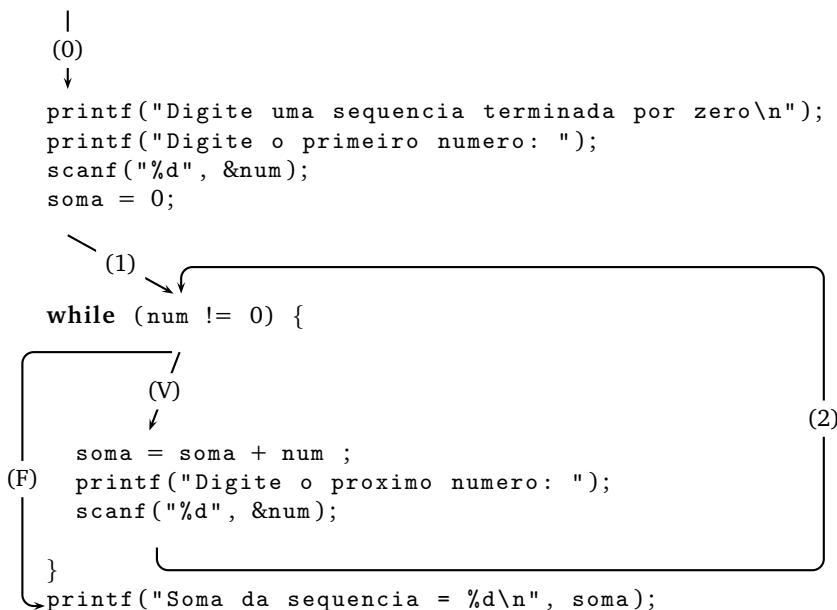 (0)
printf("Digite uma sequencia terminada por zero\n");
printf("Digite o primeiro numero: ");
scanf("%d", &num);
soma = 0;
(1)
while (num != 0) {
(V)
(2)
soma = soma + num ;
printf("Digite o proximo numero: ");
(F)
scanf("%d", &num);
}
printf("Soma da sequencia = %d\n", soma);